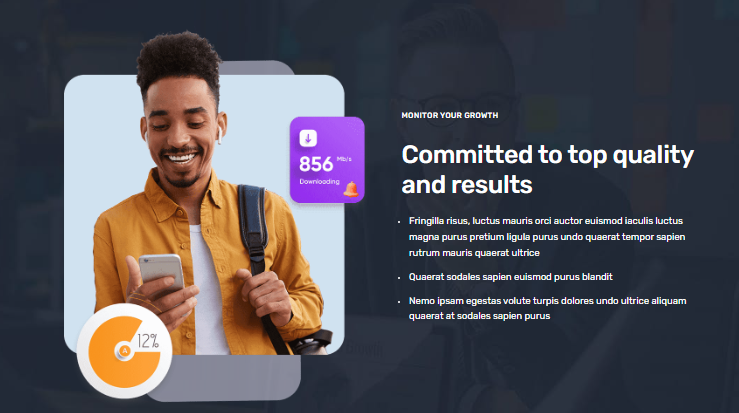 MONITOR YOUR GROWTH
Committed to top quality
and results
856 Mb/s
Downloading
12%
• Fringilla risus, luctus mauris orci auctor euismod iaculis luctus
magna purus pretium ligula purus undo quaerat tempor sapien
rutrum mauris quaerat ultrice
• Quaerat sodales sapien euismod purus blandit
• Nemo ipsam egestas volute turpis dolores undo ultrice aliquam
quaerat at sodales sapien purus